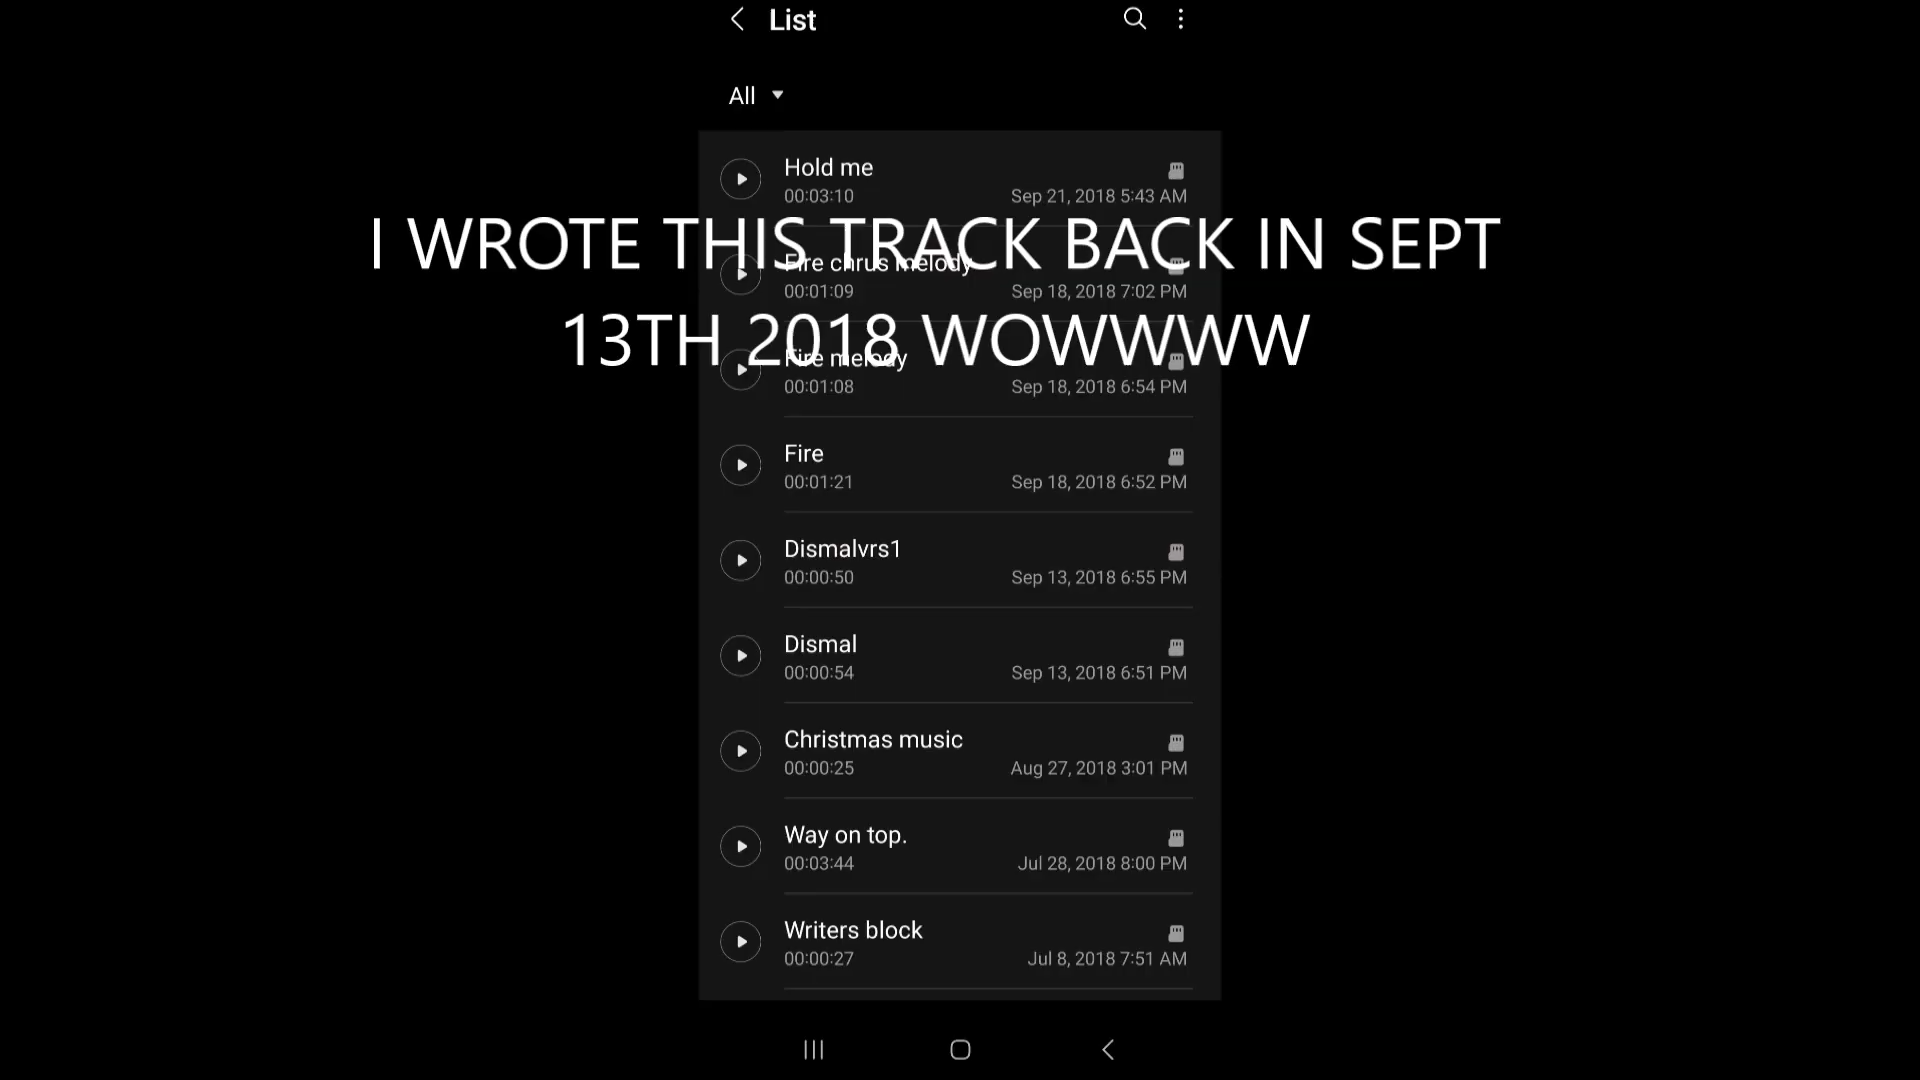 List
All
Hold me
00:03:10 Sep 21, 2018 5:43 AM
I WROTE THIS TRACK BACK IN SEPT
Fire chrus melody
00:01:09 Sep 18, 2018 7:02 PM
13TH 2018 WOWWWW
Fire melody
00:01:08 Sep 18, 2018 6:54 PM
Fire
00:01:21 Sep 18, 2018 6:52 PM
Dismalvrs1
00:00:50 Sep 13, 2018 6:55 PM
Dismal
00:00:54 Sep 13, 2018 6:51 PM
Christmas music
00:00:25 Aug 27, 2018 3:01 PM
Way on top.
00:03:44 Jul 28, 2018 8:00 PM
Writers block
00:00:27 Jul 8, 2018 7:51 AM